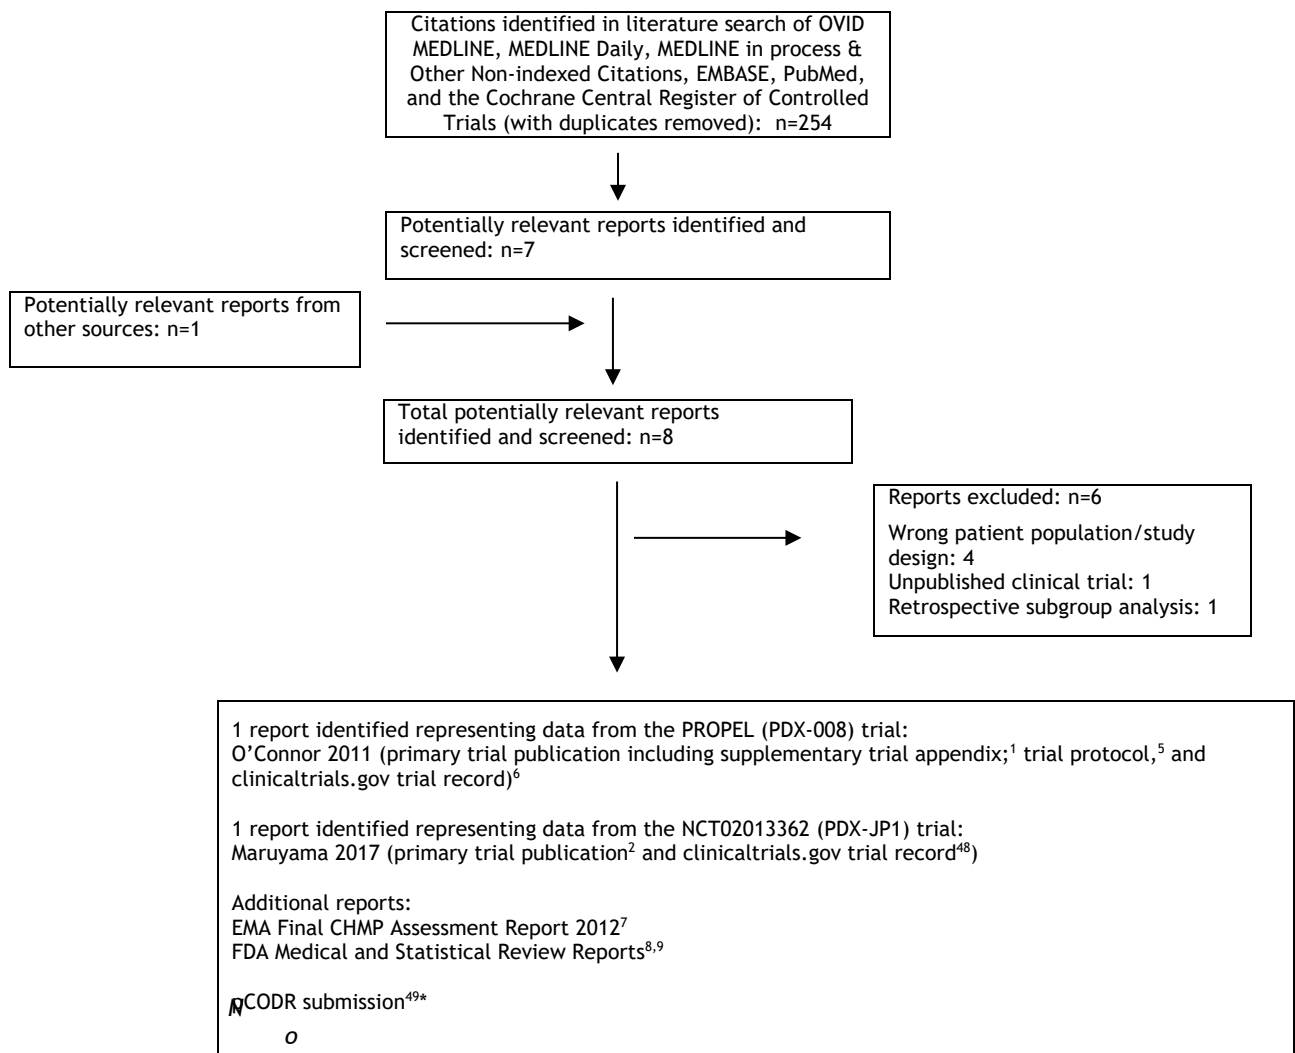 Citations identified in literature search of OVID
MEDLINE, MEDLINE Daily, MEDLINE in process &
Other Non-indexed Citations, EMBASE, PubMed,
and the Cochrane Central Register of Controlled
Trials (with duplicates removed): n=254
Potentially relevant reports identified and
screened: n=7
Potentially relevant reports from
other sources: n=1
Total potentially relevant reports
identified and screened: n=8
Reports excluded: n=6
Wrong patient population/study
design: 4
Unpublished clinical trial: 1
Retrospective subgroup analysis: 1
1 report identified representing data from the PROPEL (PDX-008) trial:
O’Connor 2011 (primary trial publication including supplementary trial appendix;¹ trial protocol,⁵ and
clinicaltrials.gov trial record)⁶
1 report identified representing data from the NCT02013362 (PDX-JP1) trial:
Maruyama 2017 (primary trial publication² and clinicaltrials.gov trial record⁴⁸)
Additional reports:
EMA Final CHMP Assessment Report 2012⁷
FDA Medical and Statistical Review Reports⁸,⁹
pCODR submission⁴⁹*
N
o